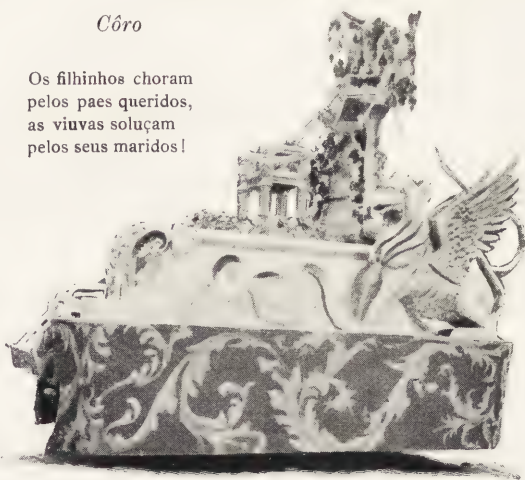 Côro
Os filhinhos choram
pelos paes queridos,
as viuvas soluçam
pelos seus maridos!